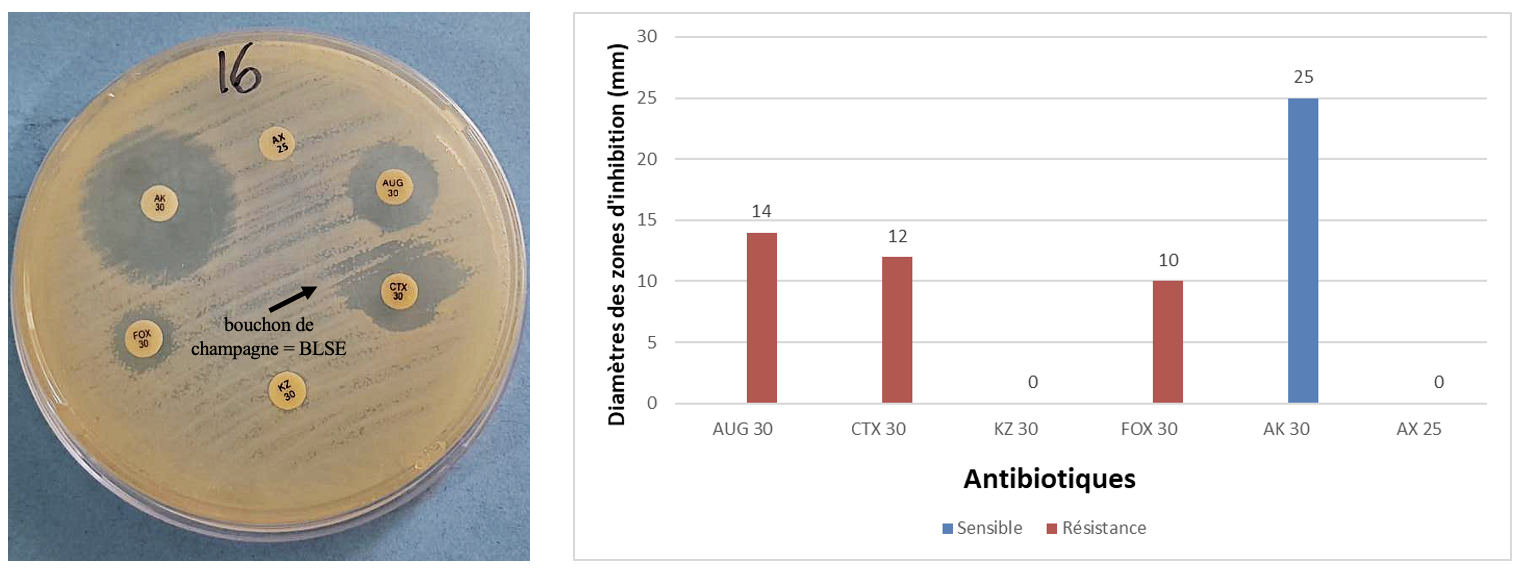 16
AX
25
AUG
30
AK
30
CTX
30
FOX
30
KZ
30
bouchon de
champagne = BLSE
Diamètres des zones d'inhibition (mm)
30
25
20
15
10
5
0
14
12
0
10
25
0
AUG 30
CTX 30
KZ 30
FOX 30
AK 30
AX 25
Antibiotiques
Sensible
Résistance